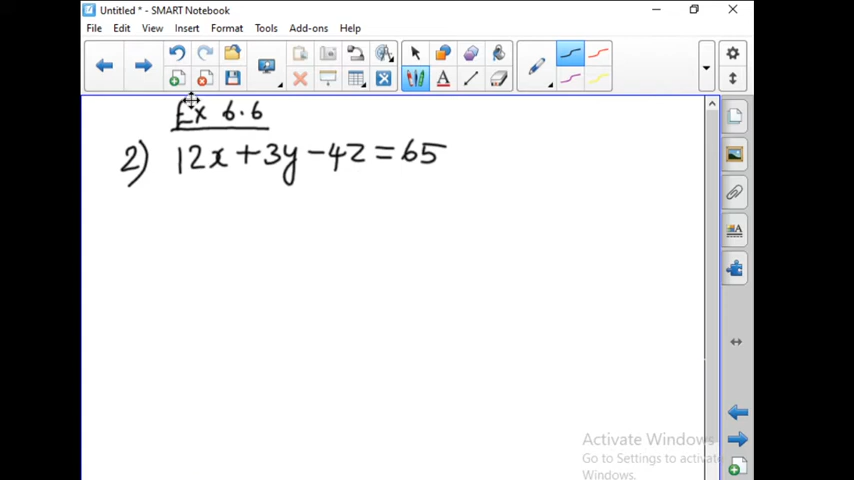 Untitled * - SMART Notebook
File Edit View Insert Format Tools Add-ons Help
Ex 6.6
2) 12x+3y-4z=65
Activate Windows
Go to Settings to activate
Windows.